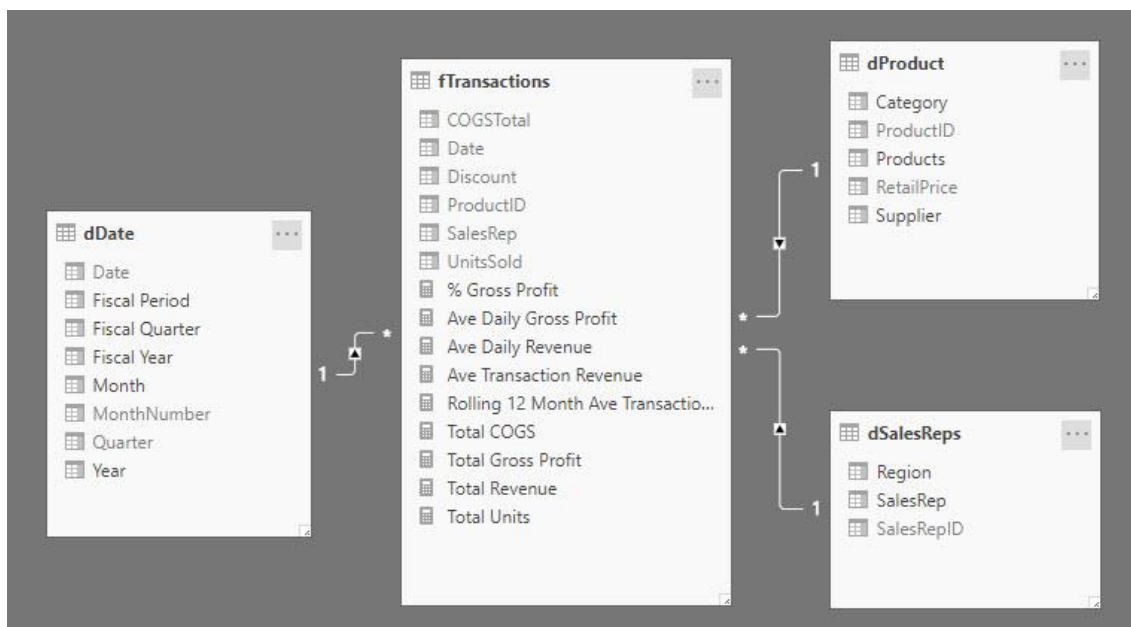 dDate
Date
Fiscal Period
Fiscal Quarter
Fiscal Year
Month
MonthNumber
Quarter
Year
1
*
fTransactions
COGSTotal
Date
Discount
ProductID
SalesRep
UnitsSold
% Gross Profit
Ave Daily Gross Profit
Ave Daily Revenue
Ave Transaction Revenue
Rolling 12 Month Ave Transactio...
Total COGS
Total Gross Profit
Total Revenue
Total Units
*
*
1
dProduct
Category
ProductID
Products
RetailPrice
Supplier
dSalesReps
Region
SalesRep
SalesRepID
1